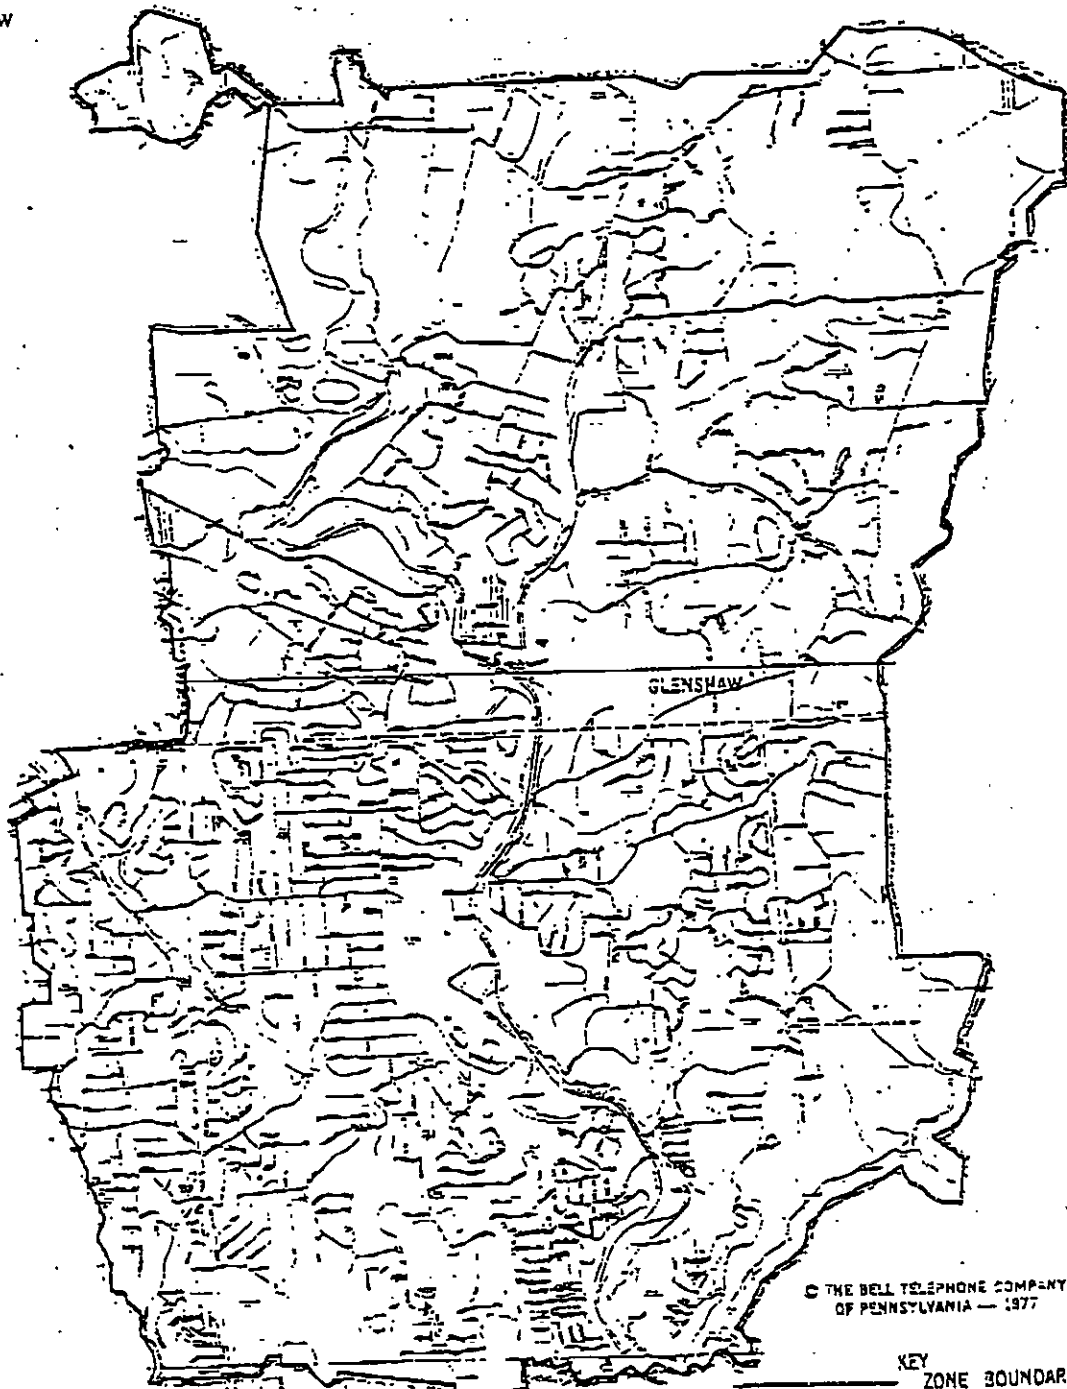 W
GLENSHAW
© THE BELL TELEPHONE COMPANY
OF PENNSYLVANIA — 1977
KEY
ZONE BOUNDAR